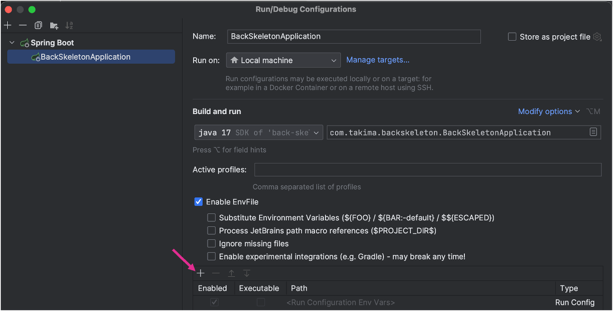 Run/Debug Configurations
Spring Boot
BackSkeletonApplication
Name: BackSkeletonApplication
Store as project file
Run on: Local machine
Manage targets...
Run configurations may be executed locally or on a target: for
example in a Docker Container or on a remote host using SSH.
Build and run
Modify options
⌥M
java 17 SDK of 'back-ske
com.takima.backskeleton.BackSkeletonApplication
Press ⌥ for field hints
Active profiles:
Comma separated list of profiles
Enable EnvFile
Substitute Environment Variables (${FOO} / ${BAR:-default} / $${ESCAPED})
Process JetBrains path macro references ($PROJECT_DIR$)
Ignore missing files
Enable experimental integrations (e.g. Gradle) - may break any time!
Enabled Executable Path Type
<Run Configuration Env Vars> Run Config